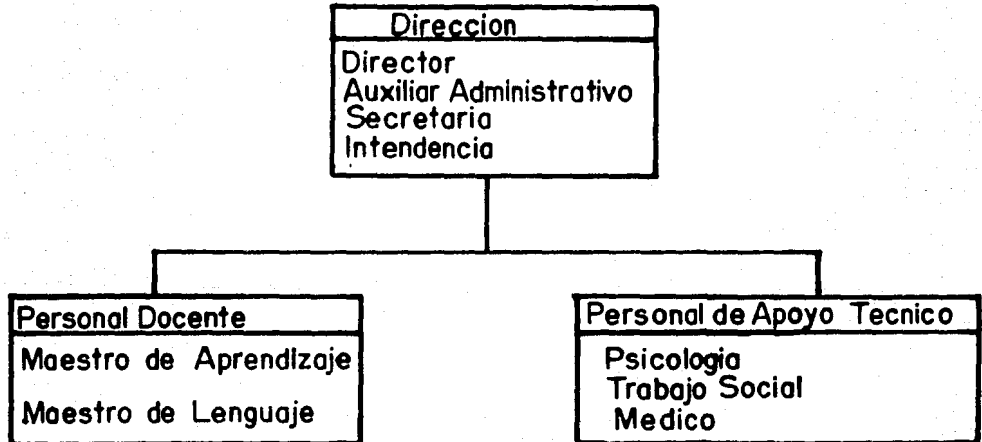 Direccion
Director
Auxiliar Administrativo
Secretaria
Intendencia
Personal Docente
Maestro de Aprendizaje
Maestro de Lenguaje
Personal de Apoyo Tecnico
Psicologia
Trabajo Social
Medico